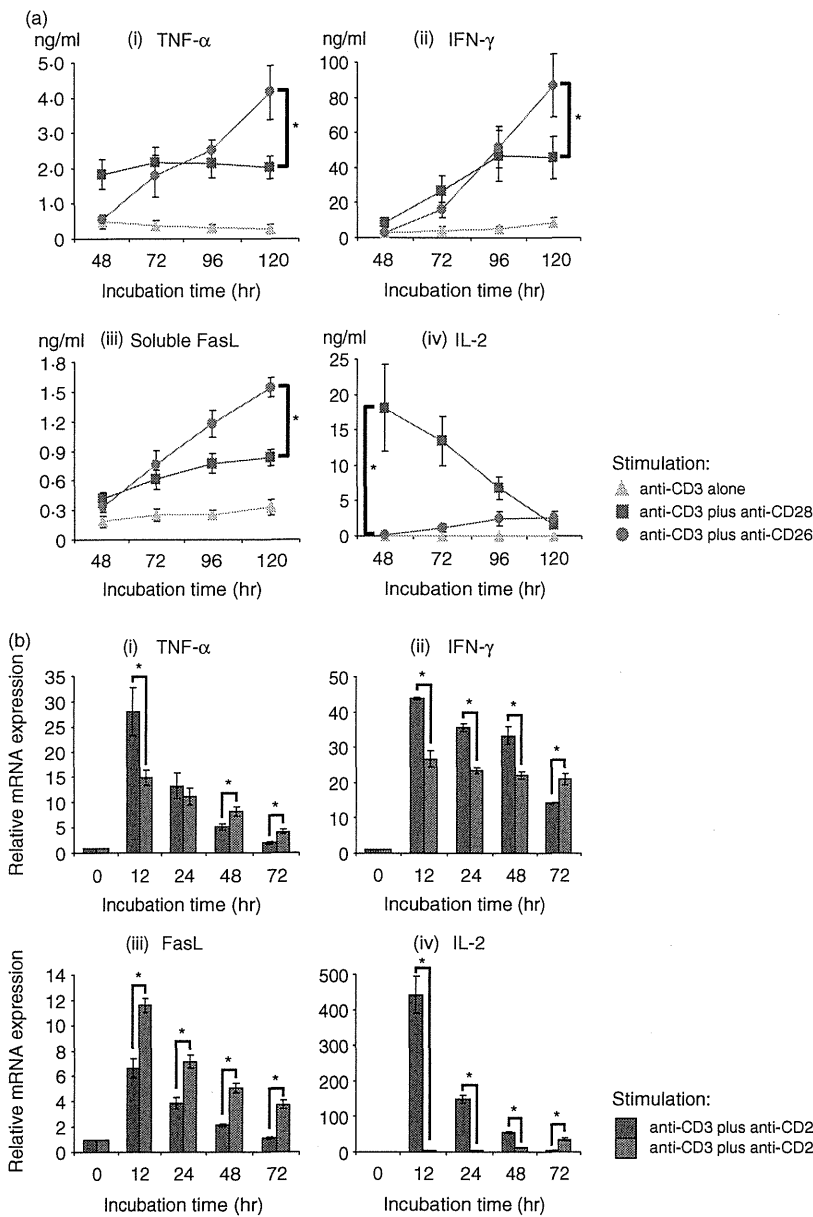 (a)
(i) TNF-α
ng/ml
5·0
4·0
3·0
2·0
1·0
0
*
48 72 96 120
Incubation time (hr)
(ii) IFN-γ
ng/ml
100
80
60
40
20
0
*
48 72 96 120
Incubation time (hr)
(iii) Soluble FasL
ng/ml
1·8
1·5
1·2
0·9
0·6
0·3
0
*
48 72 96 120
Incubation time (hr)
(iv) IL-2
ng/ml
25
20
15
10
5
0
*
48 72 96 120
Incubation time (hr)
Stimulation:
anti-CD3 alone
anti-CD3 plus anti-CD28
anti-CD3 plus anti-CD26
(b)
(i) TNF-α
Relative mRNA expression
35
30
25
20
15
10
5
0
* * *
0 12 24 48 72
Incubation time (hr)
(ii) IFN-γ
50
40
30
20
10
0
* * * *
0 12 24 48 72
Incubation time (hr)
(iii) FasL
Relative mRNA expression
14
12
10
8
6
4
2
0
* * * *
0 12 24 48 72
Incubation time (hr)
(iv) IL-2
500
400
300
200
100
0
* * * *
0 12 24 48 72
Incubation time (hr)
Stimulation:
anti-CD3 plus anti-CD2
anti-CD3 plus anti-CD2